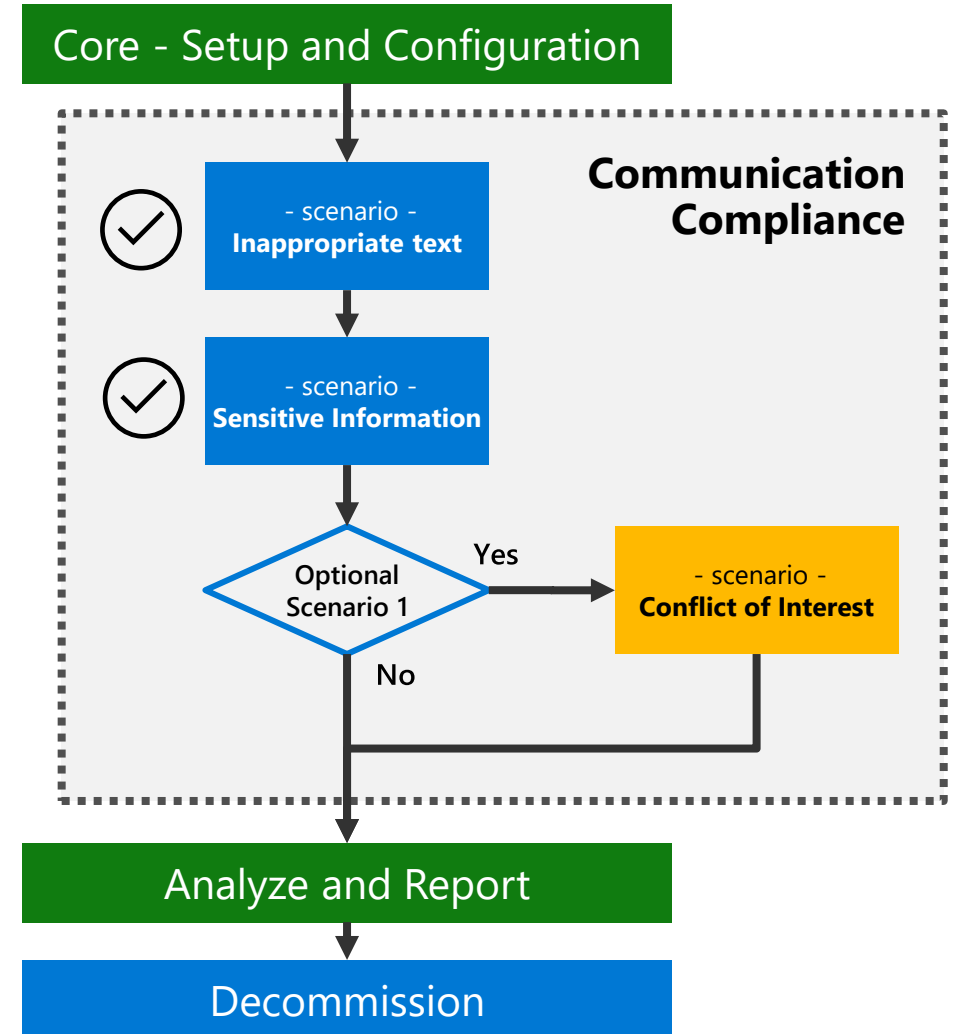 Core - Setup and Configuration
Communication
Compliance
- scenario -
Inappropriate text
- scenario -
Sensitive Information
Optional
Scenario 1
Yes
- scenario -
Conflict of Interest
No
Analyze and Report
Decommission